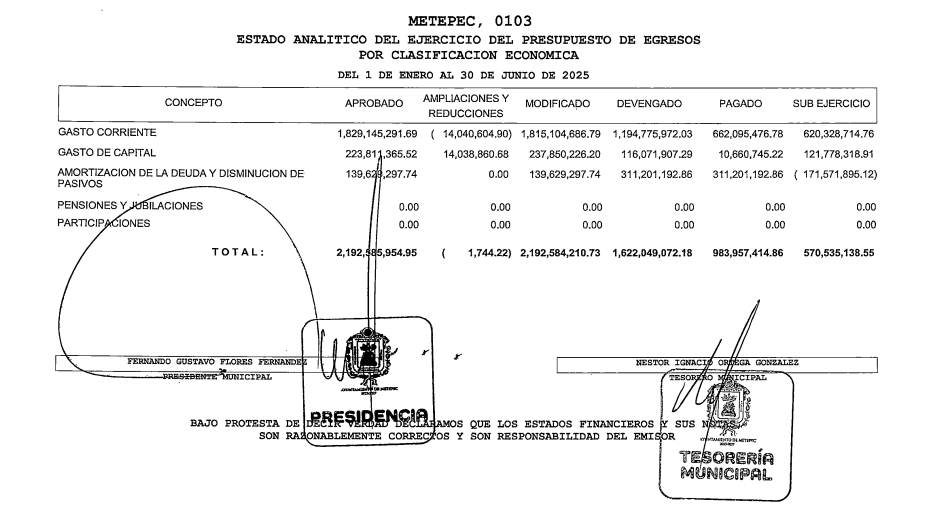 METEPEC, 0103
ESTADO ANALITICO DEL EJERCICIO DEL PRESUPUESTO DE EGRESOS
POR CLASIFICACION ECONOMICA
DEL 1 DE ENERO AL 30 DE JUNIO DE 2025
CONCEPTO APROBADO AMPLIACIONES Y REDUCCIONES MODIFICADO DEVENGADO PAGADO SUB EJERCICIO
GASTO CORRIENTE 1,829,145,291.69 ( 14,040,604.90) 1,815,104,686.79 1,194,775,972.03 662,095,476.78 620,328,714.76
GASTO DE CAPITAL 223,811,365.52 14,038,860.68 237,850,226.20 116,071,907.29 10,660,745.22 121,778,318.91
AMORTIZACION DE LA DEUDA Y DISMINUCION DE PASIVOS 139,629,297.74 0.00 139,629,297.74 311,201,192.86 311,201,192.86 ( 171,571,895.12)
PENSIONES Y JUBILACIONES 0.00 0.00 0.00 0.00 0.00 0.00
PARTICIPACIONES 0.00 0.00 0.00 0.00 0.00 0.00
TOTAL: 2,192,585,954.95 ( 1,744.22) 2,192,584,210.73 1,622,049,072.18 983,957,414.86 570,535,138.55
FERNANDO GUSTAVO FLORES FERNANDEZ
PRESIDENTE MUNICIPAL
NESTOR IGNACIO ORTEGA GONZALEZ
TESORERO MUNICIPAL
AYUNTAMIENTO DE METEPEC
PRESIDENCIA
BAJO PROTESTA DE DECIR VERDAD DECLARAMOS QUE LOS ESTADOS FINANCIEROS Y SUS NOTAS
SON RAZONABLEMENTE CORRECTOS Y SON RESPONSABILIDAD DEL EMISOR
AYUNTAMIENTO DE METEPEC
TESORERÍA
MUNICIPAL